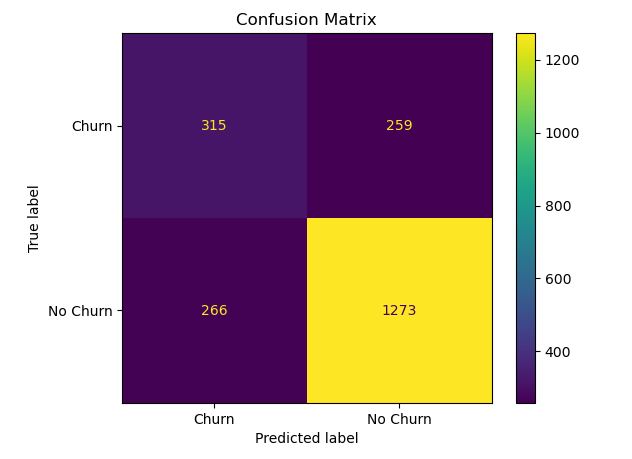 Confusion Matrix
Churn
No Churn
True label
315
259
266
1273
Churn
No Churn
Predicted label
1200
1000
800
600
400